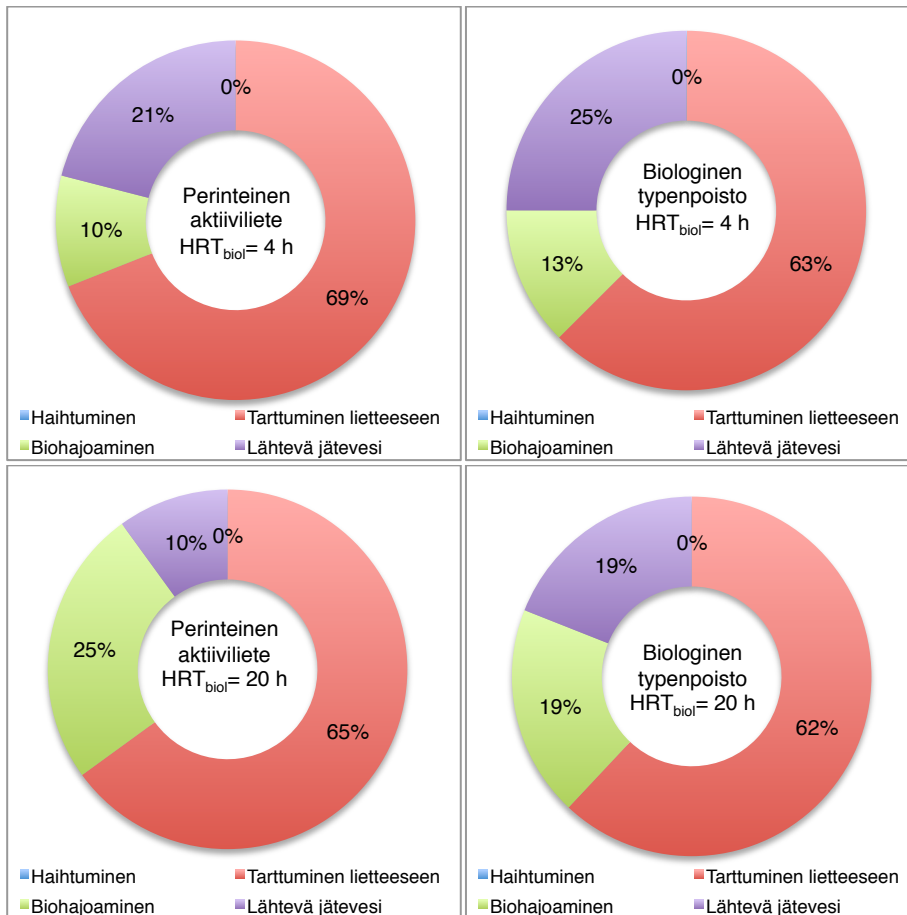 0%
21%
10%
69%
Perinteinen
aktiiviliete
HRTbiol= 4 h
Haihtuminen
Tarttuminen lietteeseen
Biohajoaminen
Lähtevä jätevesi
0%
25%
13%
63%
Biologinen
typenpoisto
HRTbiol= 4 h
Haihtuminen
Tarttuminen lietteeseen
Biohajoaminen
Lähtevä jätevesi
10%
0%
25%
65%
Perinteinen
aktiiviliete
HRTbiol= 20 h
Haihtuminen
Tarttuminen lietteeseen
Biohajoaminen
Lähtevä jätevesi
0%
19%
19%
62%
Biologinen
typenpoisto
HRTbiol= 20 h
Haihtuminen
Tarttuminen lietteeseen
Biohajoaminen
Lähtevä jätevesi